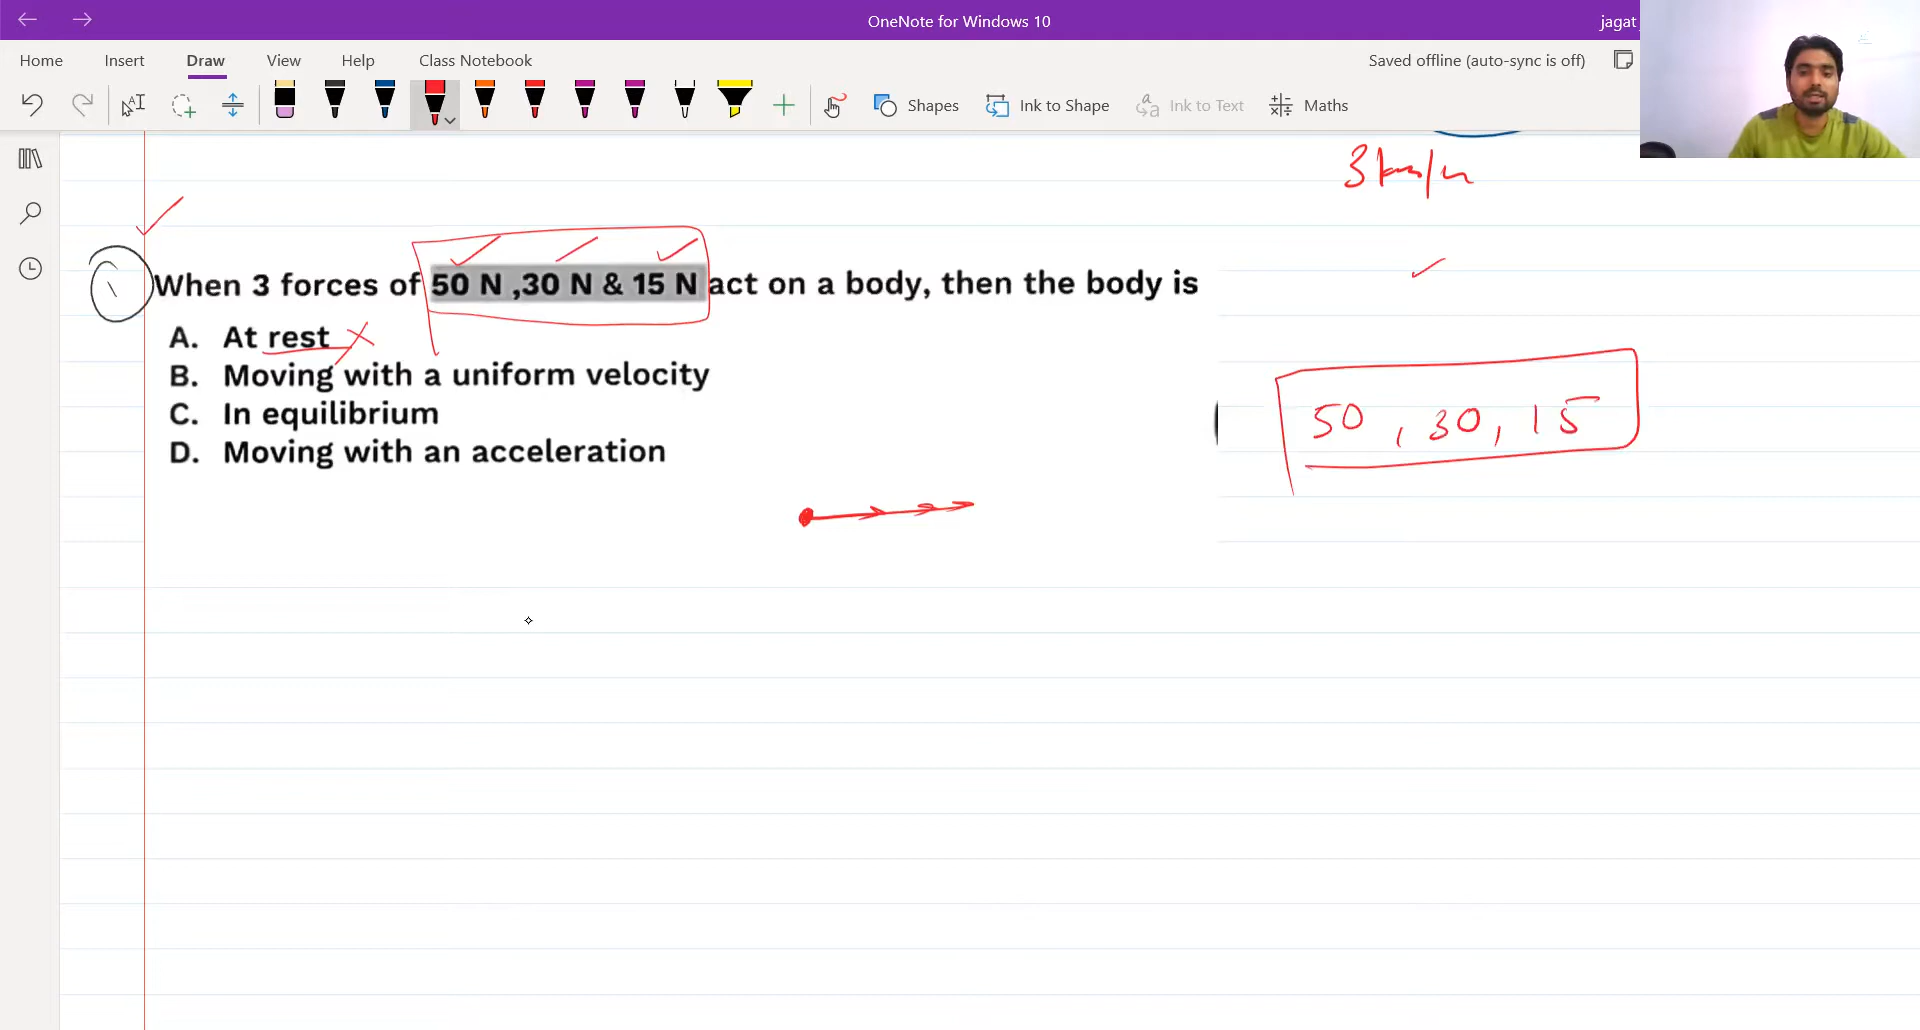 OneNote for Windows 10
jagat
Home Insert Draw View Help Class Notebook
Saved offline (auto-sync is off)
Shapes Ink to Shape Ink to Text Maths
When 3 forces of 50 N ,30 N & 15 N act on a body, then the body is
A. At rest
B. Moving with a uniform velocity
C. In equilibrium
D. Moving with an acceleration
50 , 30, 15